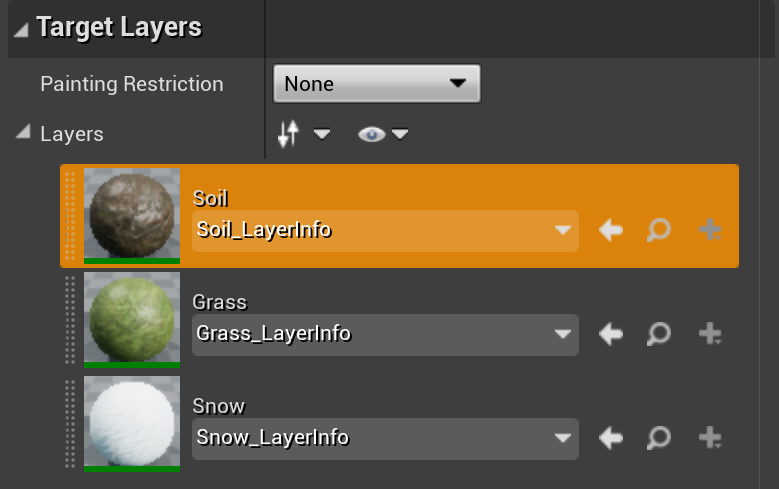 Target Layers
Painting Restriction
None
Layers
Soil
Soil_LayerInfo
Grass
Grass_LayerInfo
Snow
Snow_LayerInfo